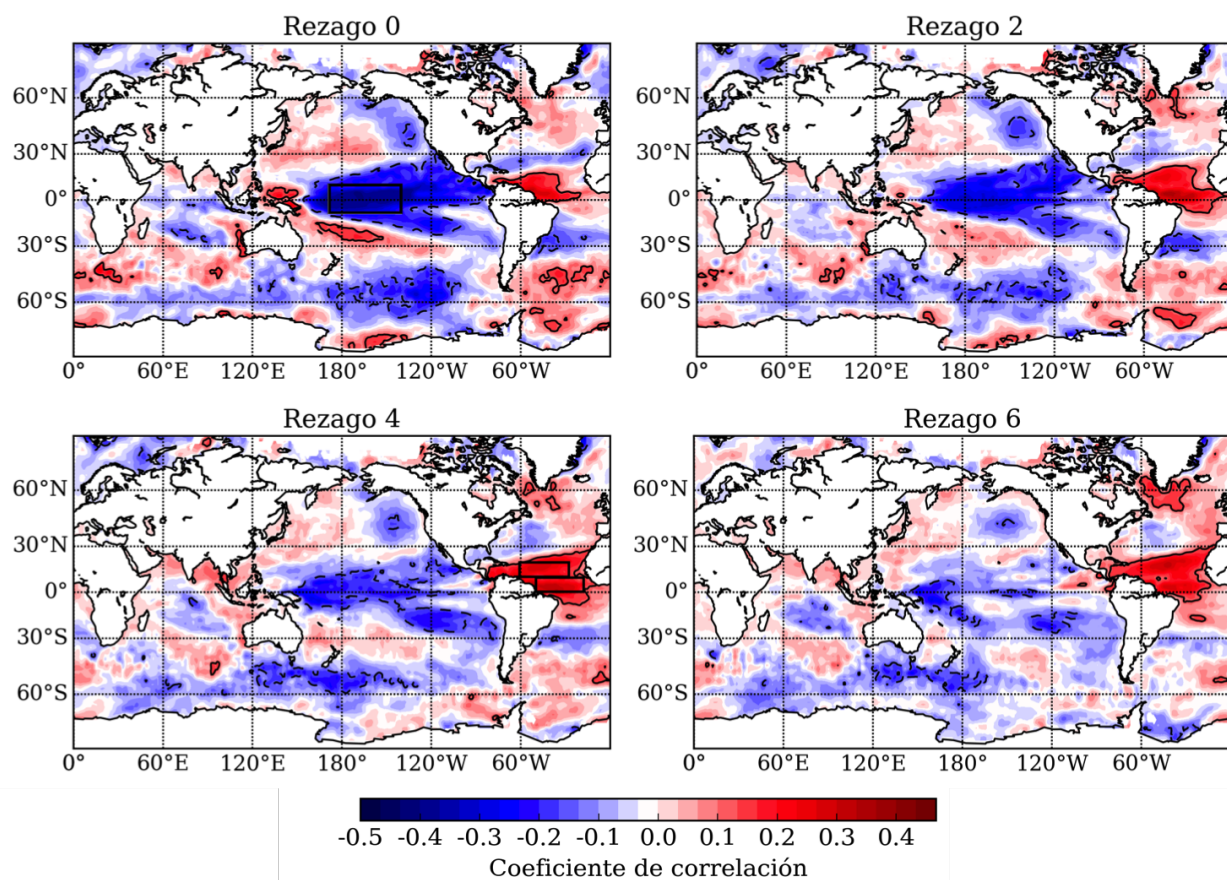 Rezago 0
60°N
30°N
0°
30°S
60°S
0° 60°E 120°E 180° 120°W 60°W
Rezago 2
60°N
30°N
0°
30°S
60°S
0° 60°E 120°E 180° 120°W 60°W
Rezago 4
60°N
30°N
0°
30°S
60°S
0° 60°E 120°E 180° 120°W 60°W
Rezago 6
60°N
30°N
0°
30°S
60°S
0° 60°E 120°E 180° 120°W 60°W
-0.5 -0.4 -0.3 -0.2 -0.1 0.0 0.1 0.2 0.3 0.4
Coeficiente de correlación